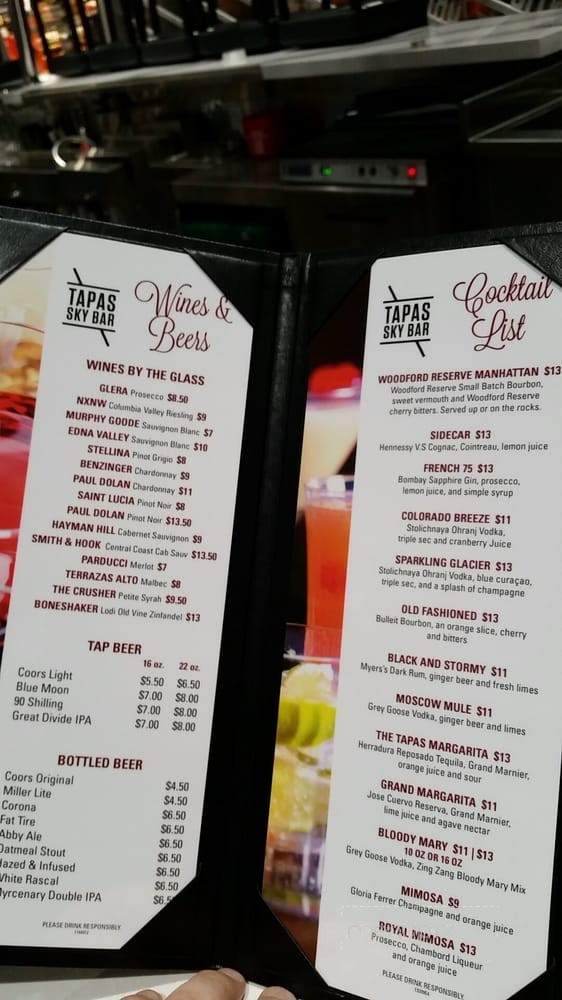 TAPAS
SKY BAR
Wines &
Beers
WINES BY THE GLASS
GLERA Prosecco $8.50
NXNW Columbia Valley Riesling $9
MURPHY GOODE Sauvignon Blanc $7
EDNA VALLEY Sauvignon Blanc $10
STELLINA Pinot Grigio $8
BENZINGER Chardonnay $9
PAUL DOLAN Chardonnay $11
SAINT LUCIA Pinot Noir $8
PAUL DOLAN Pinot Noir $13.50
HAYMAN HILL Cabernet Sauvignon $9
SMITH & HOOK Central Coast Cab Sauv $13.50
PARDUCCI Merlot $7
TERRAZAS ALTO Malbec $8
THE CRUSHER Petite Syrah $9.50
BONESHAKER Lodi Old Vine Zinfandel $13
TAP BEER
16 oz. 22 oz.
Coors Light $5.50 $6.50
Blue Moon $7.00 $8.00
90 Shilling $7.00 $8.00
Great Divide IPA $7.00 $8.00
BOTTLED BEER
Coors Original $4.50
Miller Lite $4.50
Corona $6.50
Fat Tire $6.50
Abby Ale $6.50
Oatmeal Stout $6.50
Hazed & Infused $6.50
White Rascal $6.50
Myrcenary Double IPA $6.5
PLEASE DRINK RESPONSIBLY
TAPAS
SKY BAR
Cocktail
List
WOODFORD RESERVE MANHATTAN $13
Woodford Reserve Small Batch Bourbon,
sweet vermouth and Woodford Reserve
cherry bitters. Served up or on the rocks.
SIDECAR $13
Hennessy V.S Cognac, Cointreau, lemon juice
FRENCH 75 $13
Bombay Sapphire Gin, prosecco,
lemon juice, and simple syrup
COLORADO BREEZE $11
Stolichnaya Ohranj Vodka,
triple sec and cranberry Juice
SPARKLING GLACIER $13
Stolichnaya Ohranj Vodka, blue curaçao,
triple sec, and a splash of champagne
OLD FASHIONED $13
Bulleit Bourbon, an orange slice, cherry
and bitters
BLACK AND STORMY $11
Myers's Dark Rum, ginger beer and fresh limes
MOSCOW MULE $11
Grey Goose Vodka, ginger beer and limes
THE TAPAS MARGARITA $13
Herradura Reposado Tequila, Grand Marnier,
orange juice and sour
GRAND MARGARITA $11
Jose Cuervo Reserva, Grand Marnier,
lime juice and agave nectar
BLOODY MARY $11 | $13
10 OZ OR 16 OZ
Grey Goose Vodka, Zing Zang Bloody Mary Mix
MIMOSA $9
Gloria Ferrer Champagne and orange juice
ROYAL MIMOSA $13
Prosecco, Chambord Liqueur
and orange juice
PLEASE DRINK RESPONSIBLY